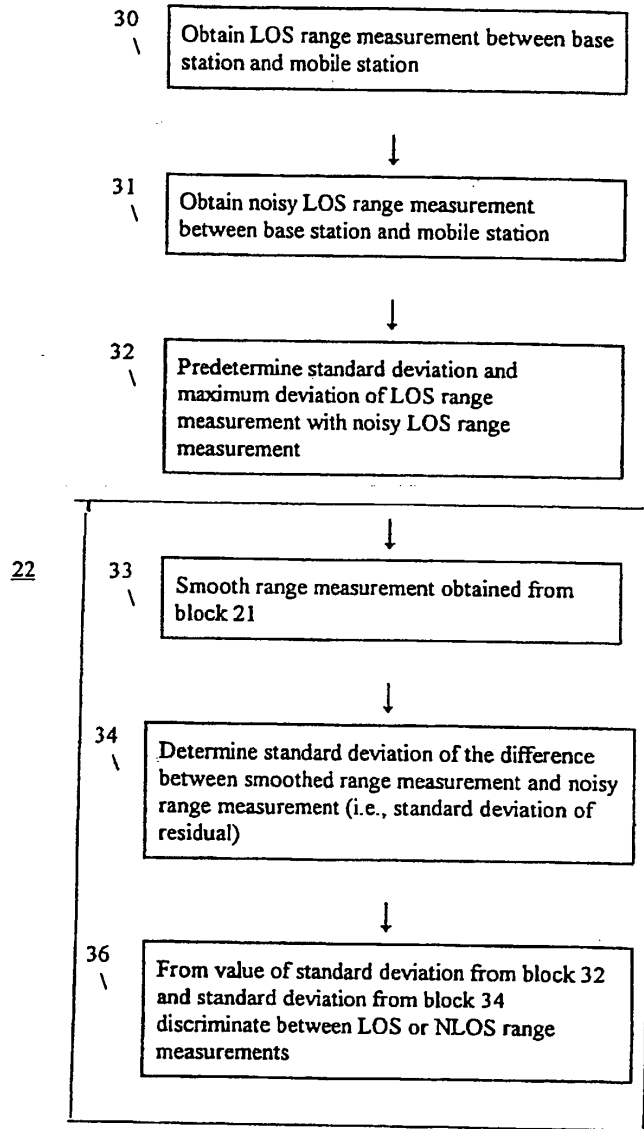 30
Obtain LOS range measurement between base
station and mobile station
31
Obtain noisy LOS range measurement
between base station and mobile station
32
Predetermine standard deviation and
maximum deviation of LOS range
measurement with noisy LOS range
measurement
22
33
Smooth range measurement obtained from
block 21
34
Determine standard deviation of the difference
between smoothed range measurement and noisy
range measurement (i.e., standard deviation of
residual)
36
From value of standard deviation from block 32
and standard deviation from block 34
discriminate between LOS or NLOS range
measurements